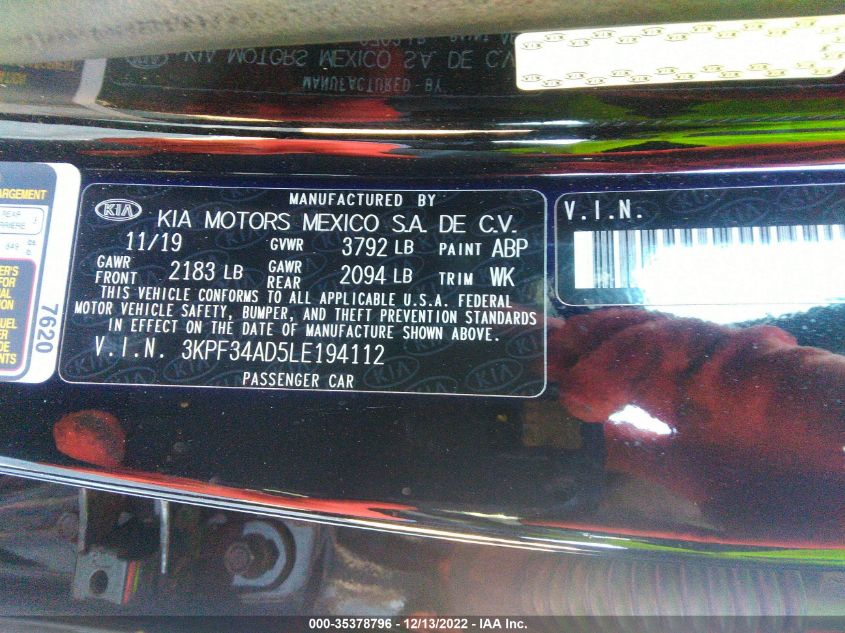 MANUFACTURED BY
KIA KIA MOTORS MEXICO S.A. DE C.V.
11/19 GVWR 3792 LB PAINT ABP
GAWR FRONT 2183 LB GAWR REAR 2094 LB TRIM WK
THIS VEHICLE CONFORMS TO ALL APPLICABLE U.S.A. FEDERAL
MOTOR VEHICLE SAFETY, BUMPER, AND THEFT PREVENTION STANDARDS
IN EFFECT ON THE DATE OF MANUFACTURE SHOWN ABOVE.
V.I.N. 3KPF34AD5LE194112
PASSENGER CAR
V.I.N.
REAR
7620
000-35378796 - 12/13/2022 - IAA Inc.